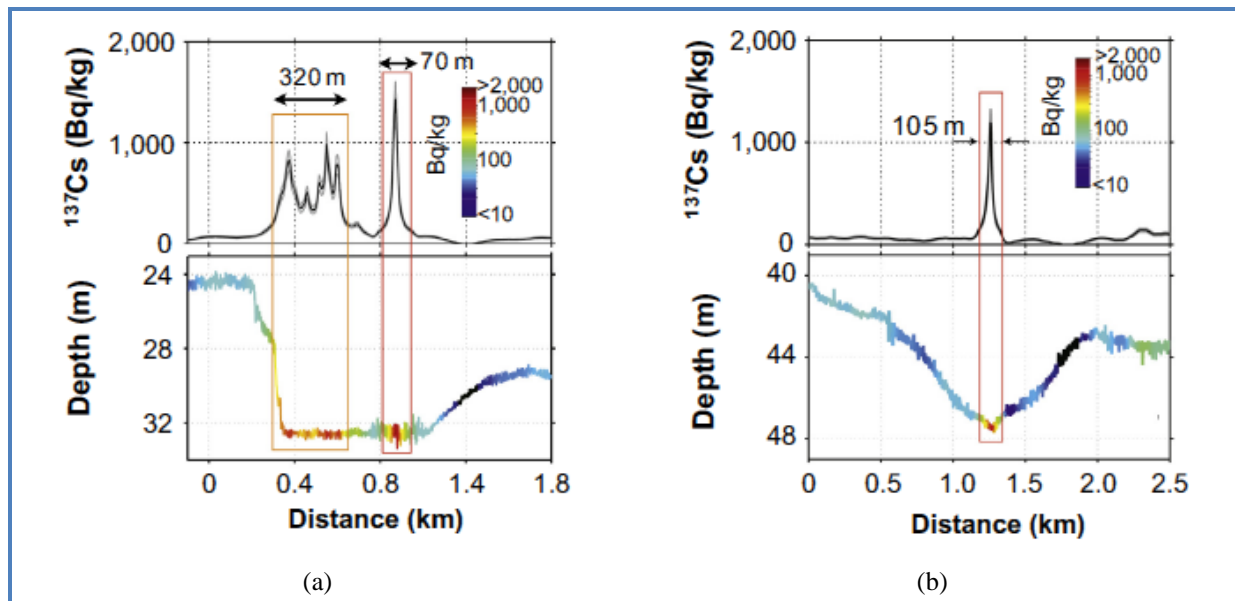 2,000
1,000
0
¹³⁷Cs (Bq/kg)
320 m
70 m
Bq/kg
>2,000
1,000
100
<10
24
28
32
Depth (m)
0 0.4 0.8 1.4 1.8
Distance (km)
(a)
2,000
1,000
0
¹³⁷Cs (Bq/kg)
105 m
Bq/kg
>2,000
1,000
100
<10
40
44
48
Depth (m)
0 0.5 1.0 1.5 2.0 2.5
Distance (km)
(b)